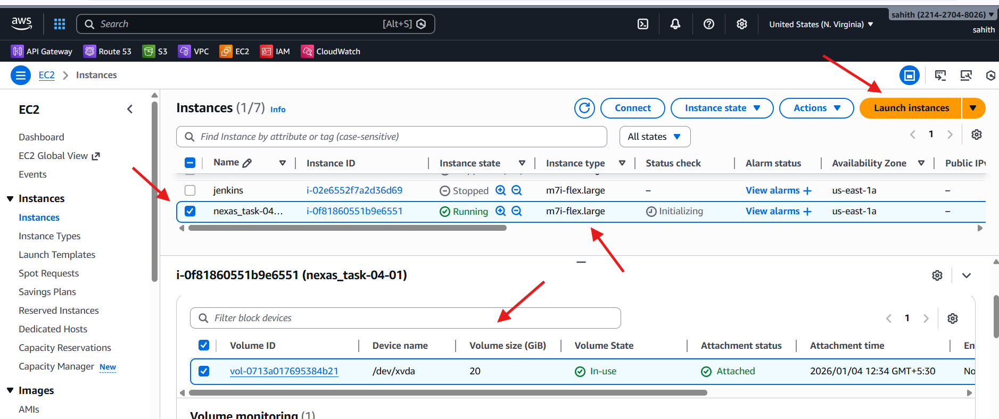 aws Search [Alt+S] United States (N. Virginia) sahith (2214-2704-8026)
sahith
API Gateway Route 53 S3 VPC EC2 IAM CloudWatch
EC2 Instances
EC2
Dashboard
EC2 Global View
Events
Instances
Instances
Instance Types
Launch Templates
Spot Requests
Savings Plans
Reserved Instances
Dedicated Hosts
Capacity Reservations
Capacity Manager New
Images
AMIs
Instances (1/7) Info Connect Instance state Actions Launch instances
Find Instance by attribute or tag (case-sensitive) All states 1
Name Instance ID Instance state Instance type Status check Alarm status Availability Zone Public IPv
jenkins i-02e6552f7a2d36d69 Stopped m7i-flex.large – View alarms + us-east-1a –
nexas_task-04... i-0f81860551b9e6551 Running m7i-flex.large Initializing View alarms + us-east-1a –
i-0f81860551b9e6551 (nexas_task-04-01)
Filter block devices 1
Volume ID Device name Volume size (GiB) Volume State Attachment status Attachment time En
vol-0713a017695384b21 /dev/xvda 20 In-use Attached 2026/01/04 12:34 GMT+5:30 No
Volume monitoring (1)